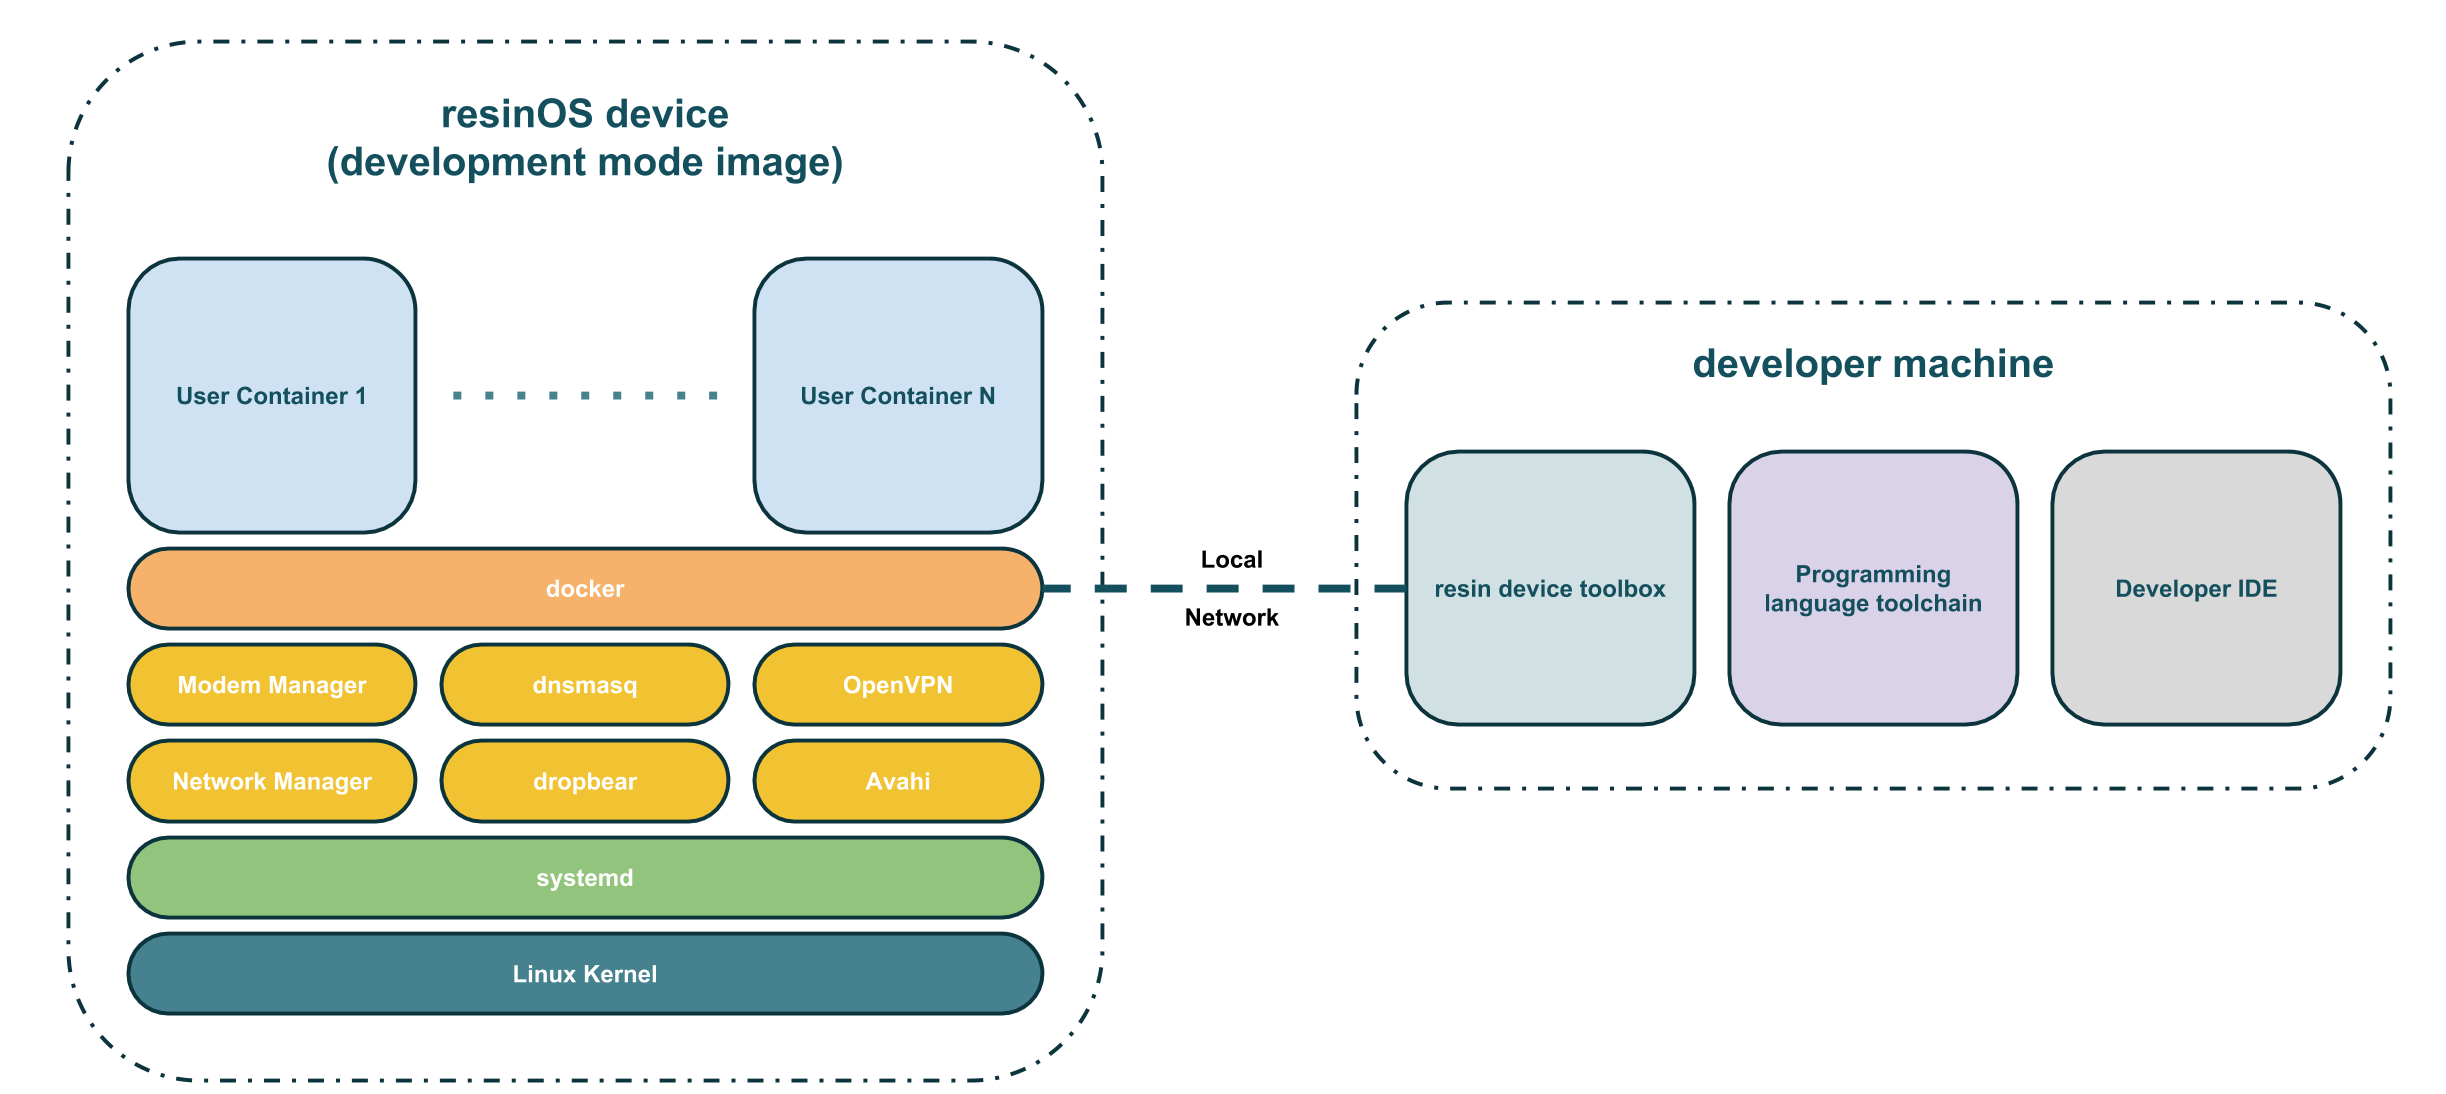 resinOS device
(development mode image)
User Container 1
User Container N
docker
Modem Manager
dnsmasq
OpenVPN
Network Manager
dropbear
Avahi
systemd
Linux Kernel
Local
Network
developer machine
resin device toolbox
Programming
language toolchain
Developer IDE